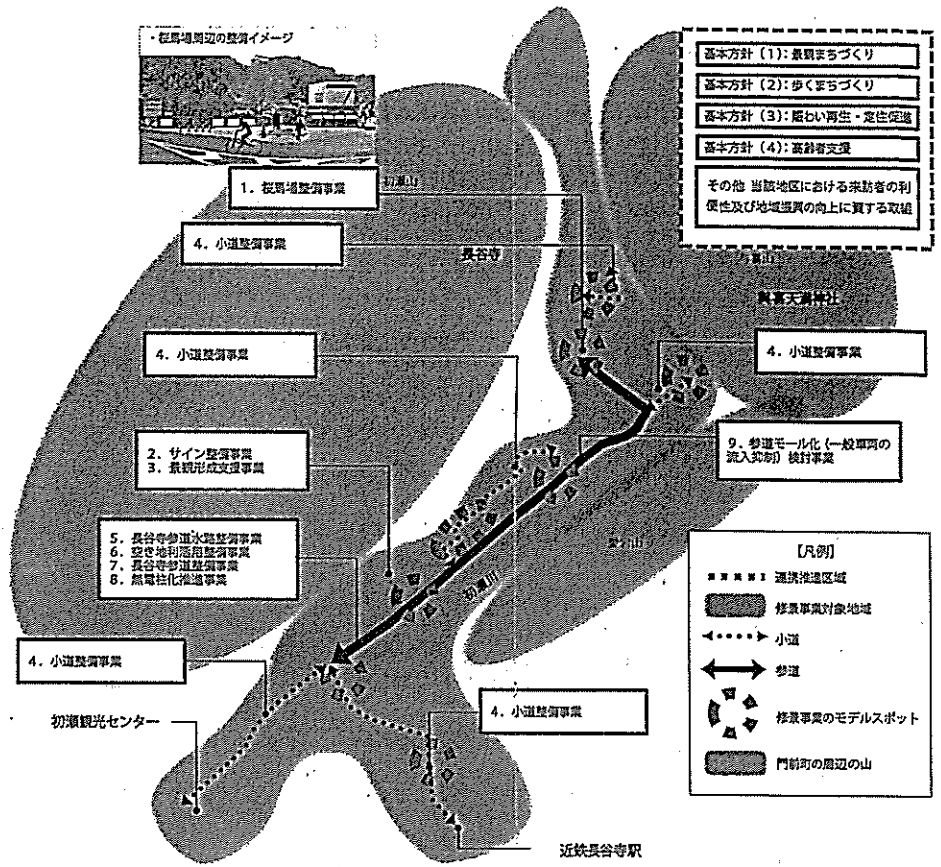 ・桜馬場周辺の整備イメージ
基本方針（1）：景観まちづくり
基本方針（2）：歩くまちづくり
基本方針（3）：賑わい再生・定住促進
基本方針（4）：高齢者支援
その他 当該地区における来訪者の利
便性及び地域振興の向上に資する取組
1．桜馬場整備事業
初瀬山
4．小道整備事業
長谷寺
與喜天満神社
4．小道整備事業
4．小道整備事業
2．サイン整備事業
3．景観形成支援事業
9．参道モール化（一般車両の
流入抑制）検討事業
5．長谷寺参道水路整備事業
6．空き地利活用整備事業
7．長谷寺参道整備事業
8．無電柱化推進事業
初瀬川
[凡例]
連携推進区域
修景事業対象地域
小道
参道
修景事業のモデルスポット
門前町の周辺の山
4．小道整備事業
初瀬観光センター
4．小道整備事業
近鉄長谷寺駅